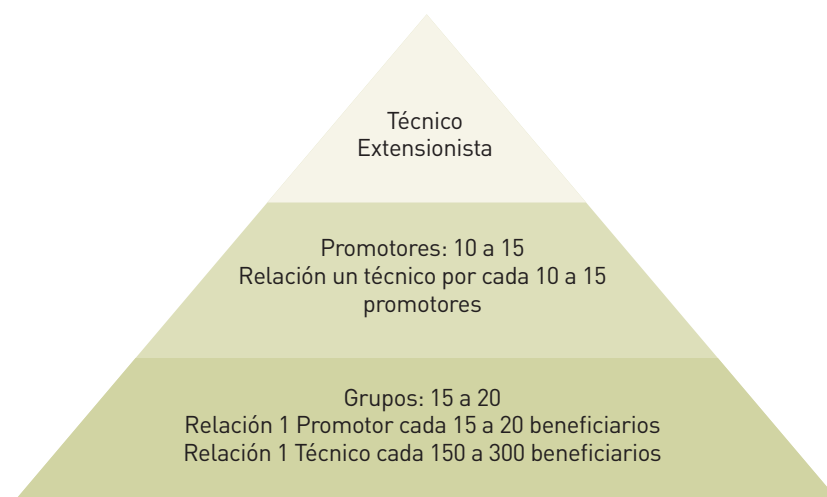 Técnico
Extensionista
Promotores: 10 a 15
Relación un técnico por cada 10 a 15
promotores
Grupos: 15 a 20
Relación 1 Promotor cada 15 a 20 beneficiarios
Relación 1 Técnico cada 150 a 300 beneficiarios